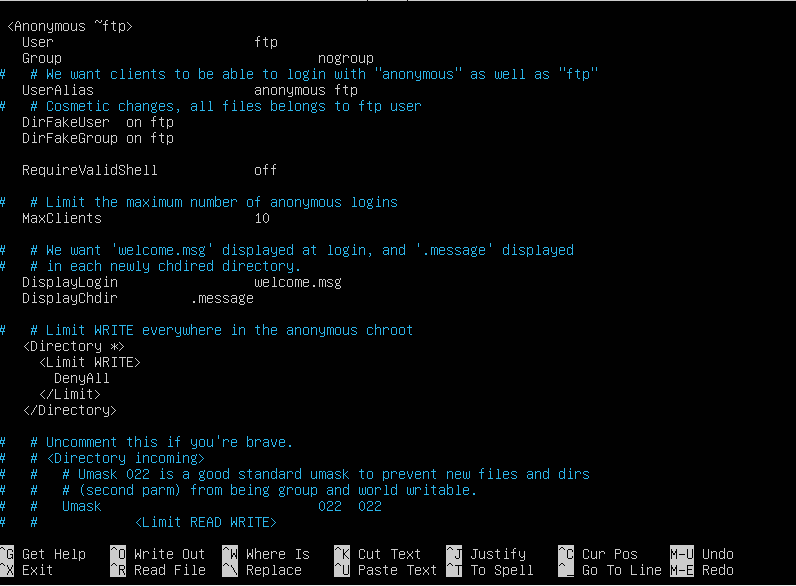 <Anonymous ~ftp>
User ftp
Group nogroup
# # We want clients to be able to login with "anonymous" as well as "ftp"
UserAlias anonymous ftp
# # Cosmetic changes, all files belongs to ftp user
DirFakeUser on ftp
DirFakeGroup on ftp
RequireValidShell off
# # Limit the maximum number of anonymous logins
MaxClients 10
# # We want 'welcome.msg' displayed at login, and '.message' displayed
# # in each newly chdired directory.
DisplayLogin welcome.msg
DisplayChdir .message
# # Limit WRITE everywhere in the anonymous chroot
<Directory *>
<Limit WRITE>
DenyAll
</Limit>
</Directory>
# # Uncomment this if you're brave.
# # <Directory incoming>
# # # Umask 022 is a good standard umask to prevent new files and dirs
# # # (second parm) from being group and world writable.
# # Umask 022 022
# # <Limit READ WRITE>
^G Get Help ^O Write Out ^W Where Is ^K Cut Text ^J Justify ^C Cur Pos M-U Undo
^X Exit ^R Read File ^\ Replace ^U Paste Text ^T To Spell ^_ Go To Line M-E Redo